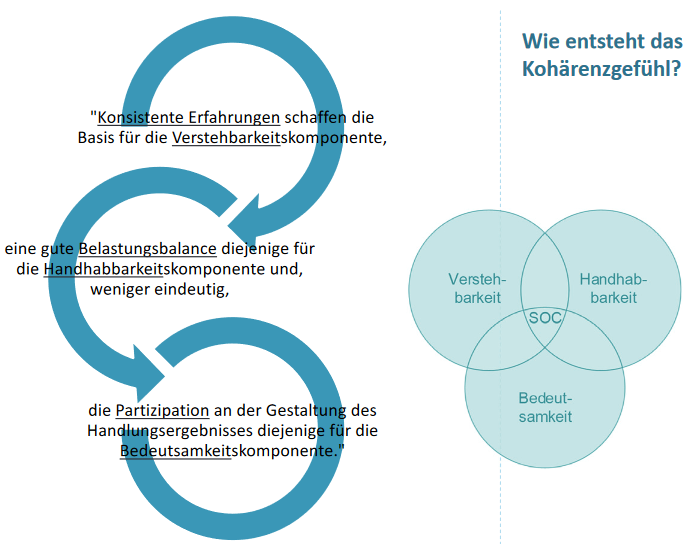 Wie entsteht das
Kohärenzgefühl?
"Konsistente Erfahrungen schaffen die
Basis für die Verstehbarkeitskomponente,
eine gute Belastungsbalance diejenige für
die Handhabbarkeitskomponente und,
weniger eindeutig,
die Partizipation an der Gestaltung des
Handlungsergebnisses diejenige für die
Bedeutsamkeitskomponente."
Versteh-
barkeit
Handhab-
barkeit
SOC
Bedeut-
samkeit